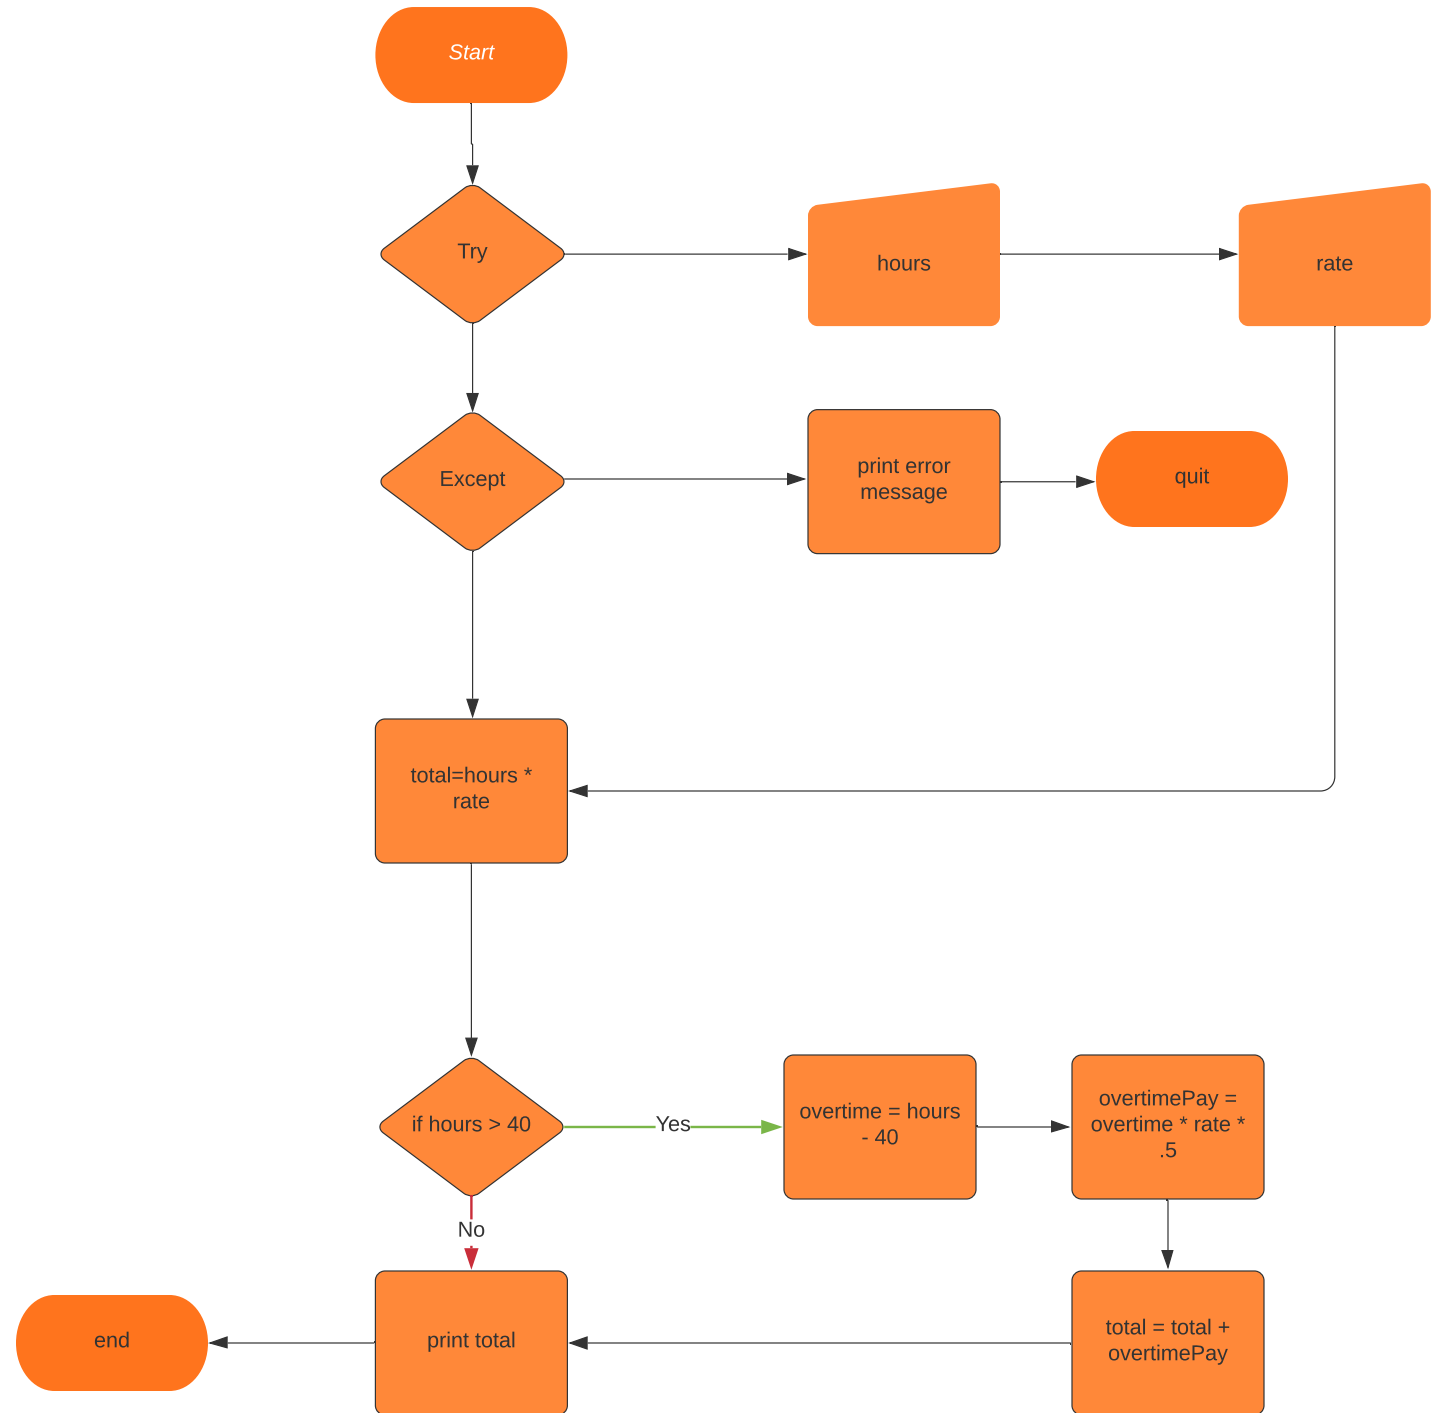 Start
Try
hours
rate
Except
print error
message
quit
total=hours *
rate
if hours > 40
Yes
overtime = hours
- 40
overtimePay =
overtime * rate *
.5
No
end
print total
total = total +
overtimePay